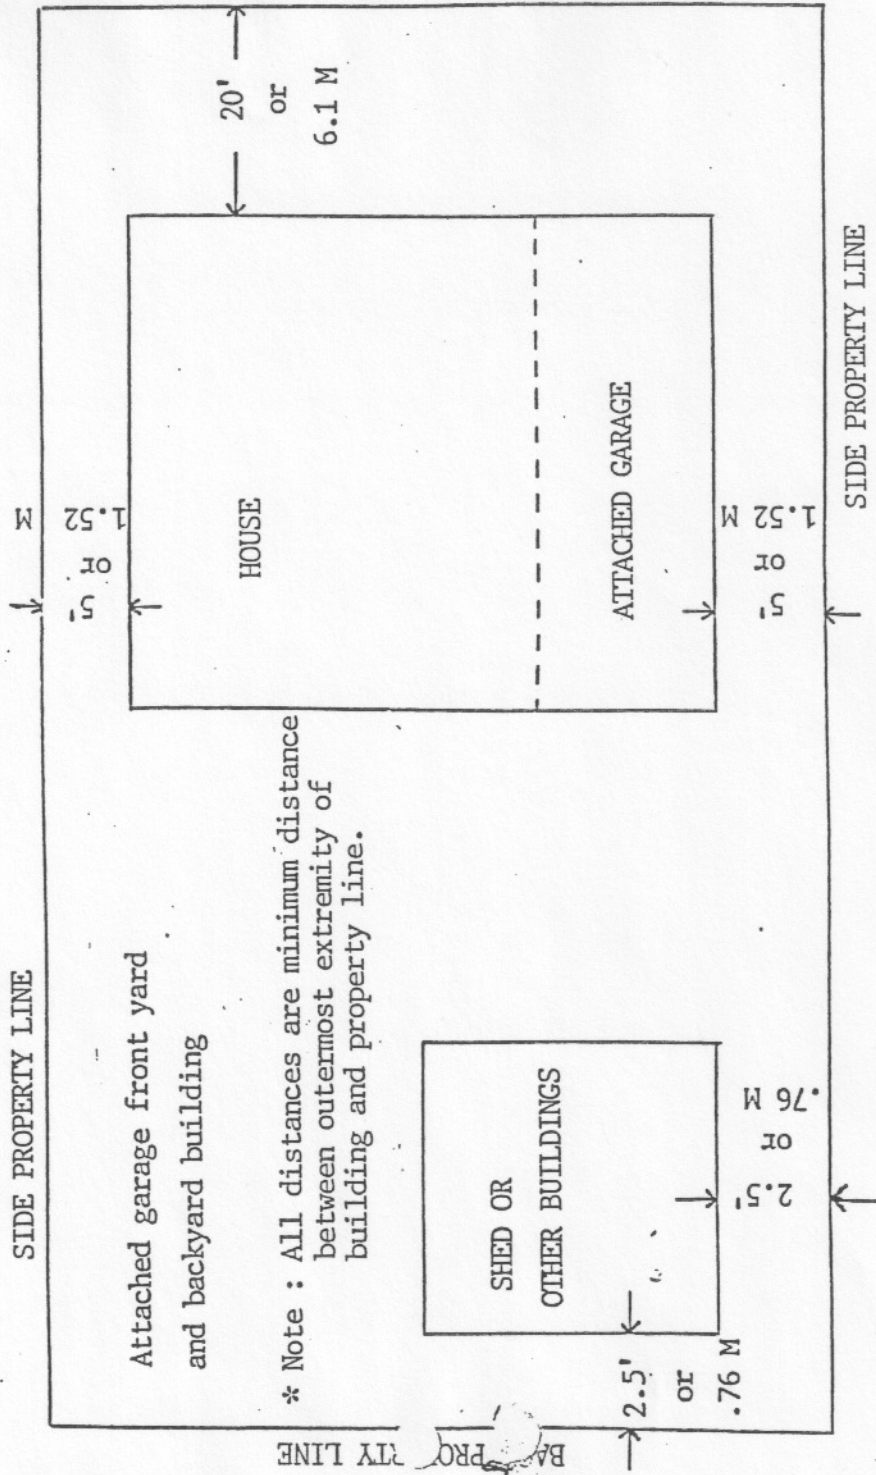 SIDE PROPERTY LINE
5'
or
1.52
M
Attached garage front yard
and backyard building
* Note : All distances are minimum distance
between outermost extremity of
building and property line.
HOUSE
20'
or
6.1 M
ATTACHED GARAGE
SHED OR
OTHER BUILDINGS
2.5'
or
.76 M
2.5'
or
.76 M
5'
or
1.52 M
LINE
SIDE PROPERTY LINE